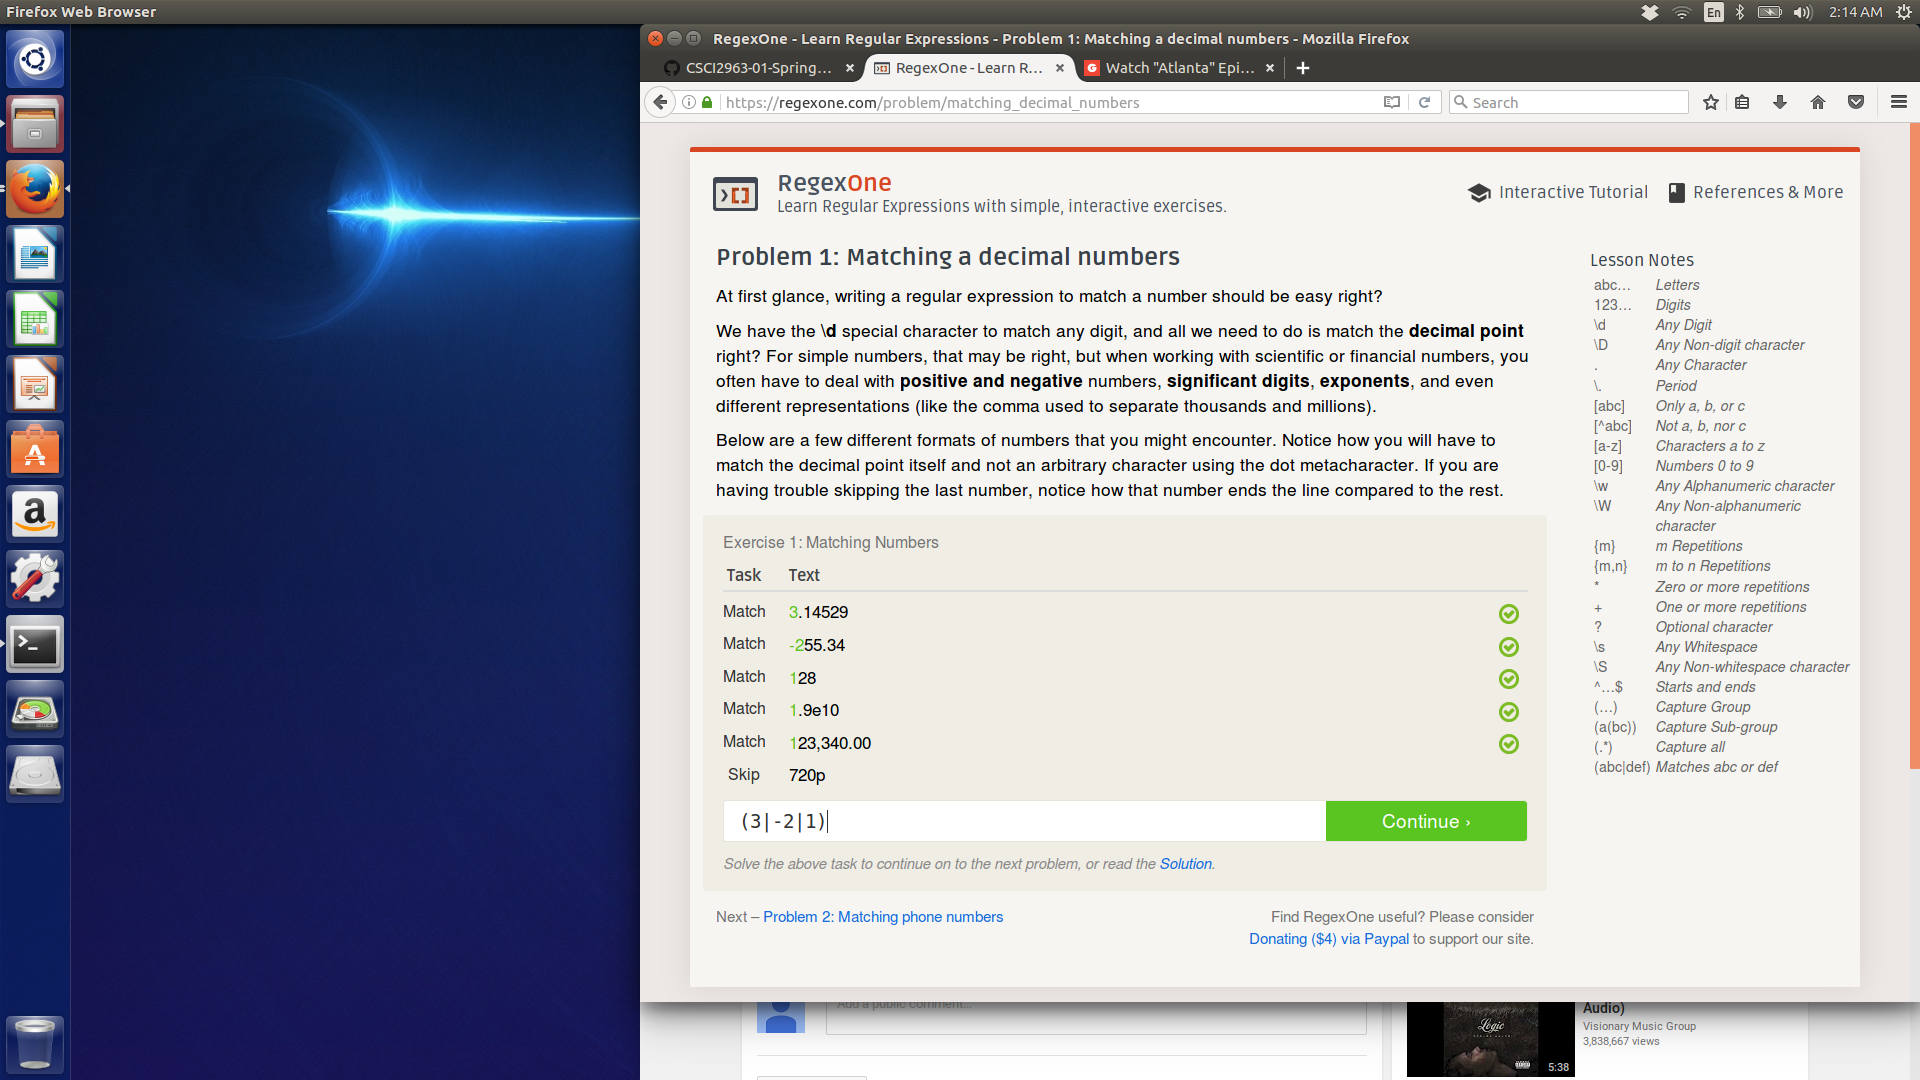 Firefox Web Browser
En
2:14 AM
RegexOne - Learn Regular Expressions - Problem 1: Matching a decimal numbers - Mozilla Firefox
CSCI2963-01-Spring...
RegexOne - Learn R...
Watch "Atlanta" Epi...
https://regexone.com/problem/matching_decimal_numbers
Search
RegexOne
Learn Regular Expressions with simple, interactive exercises.
Interactive Tutorial
References & More
Problem 1: Matching a decimal numbers
At first glance, writing a regular expression to match a number should be easy right?
We have the \d special character to match any digit, and all we need to do is match the decimal point
right? For simple numbers, that may be right, but when working with scientific or financial numbers, you
often have to deal with positive and negative numbers, significant digits, exponents, and even
different representations (like the comma used to separate thousands and millions).
Below are a few different formats of numbers that you might encounter. Notice how you will have to
match the decimal point itself and not an arbitrary character using the dot metacharacter. If you are
having trouble skipping the last number, notice how that number ends the line compared to the rest.
Exercise 1: Matching Numbers
Task Text
Match 3.14529
Match -255.34
Match 128
Match 1.9e10
Match 123,340.00
Skip 720p
(3|-2|1)
Continue ›
Solve the above task to continue on to the next problem, or read the Solution.
Next – Problem 2: Matching phone numbers
Find RegexOne useful? Please consider
Donating ($4) via Paypal to support our site.
Lesson Notes
abc… Letters
123… Digits
\d Any Digit
\D Any Non-digit character
. Any Character
\. Period
[abc] Only a, b, or c
[^abc] Not a, b, nor c
[a-z] Characters a to z
[0-9] Numbers 0 to 9
\w Any Alphanumeric character
\W Any Non-alphanumeric
character
{m} m Repetitions
{m,n} m to n Repetitions
* Zero or more repetitions
+ One or more repetitions
? Optional character
\s Any Whitespace
\S Any Non-whitespace character
^…$ Starts and ends
(…) Capture Group
(a(bc)) Capture Sub-group
(.*) Capture all
(abc|def) Matches abc or def
Add a public comment...
Logic
5:38
Audio)
Visionary Music Group
3,838,667 views